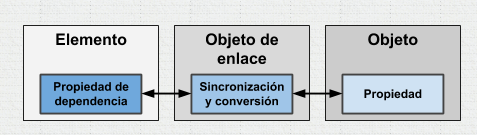 Elemento
Propiedad de
dependencia
Objeto de
enlace
Sincronización
y conversión
Objeto
Propiedad